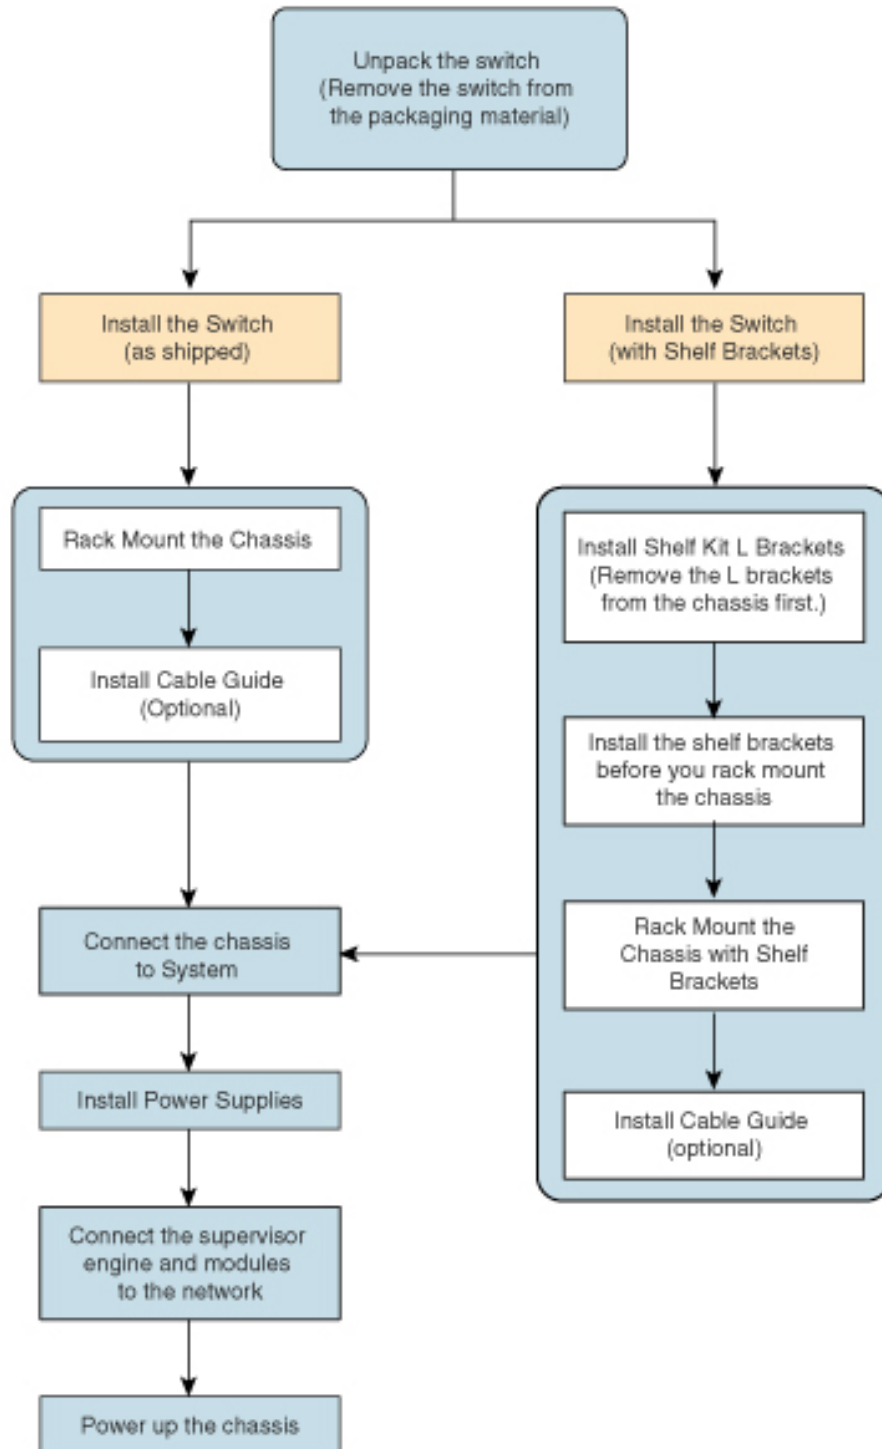 Unpack the switch
(Remove the switch from
the packaging material)
Install the Switch
(as shipped)
Install the Switch
(with Shelf Brackets)
Rack Mount the Chassis
Install Cable Guide
(Optional)
Install Shelf Kit L Brackets
(Remove the L brackets
from the chassis first.)
Install the shelf brackets
before you rack mount
the chassis
Rack Mount the
Chassis with Shelf
Brackets
Install Cable Guide
(optional)
Connect the chassis
to System
Install Power Supplies
Connect the supervisor
engine and modules
to the network
Power up the chassis